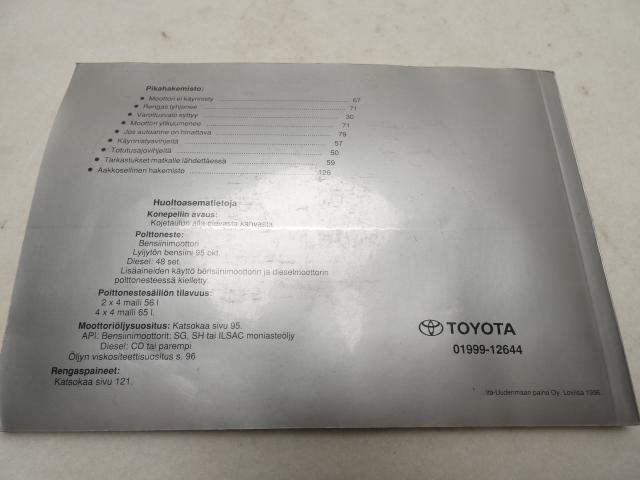 Pikahakemisto:
• Moottori ei käynnisty 67
• Rengas tyhjenee 71
• Varoitusvalo syttyy 30
• Moottori ylikuumenee 71
• Jos autoanne on hinattava 79
• Käynnistysvihjeitä 57
• Totutusajovihjeitä 50
• Tarkastukset matkalle lähdettäessä 59
• Aakkosellinen hakemisto 126
Huoltoasematietoja
Konepellin avaus:
Kojetaulun alla olevasta kahvasta.
Polttoneste:
Bensiinimoottori
Lyijytön bensiini 95 okt.
Diesel: 48 set.
Lisäaineiden käyttö bensiinimoottorin ja dieselmoottorin
polttonesteessä kielletty.
Polttonestesäiliön tilavuus:
2 x 4 malli 56 l
4 x 4 malli 65 l.
Moottoriöljysuositus: Katsokaa sivu 95.
API: Bensiinimoottorit: SG, SH tai ILSAC moniasteöljy
Diesel: CD tai parempi
Öljyn viskositeettisuositus s. 96
Rengaspaineet:
Katsokaa sivu 121.
TOYOTA
01999-12644
Itä-Uudenmaan paino Oy. Loviisa 1996.